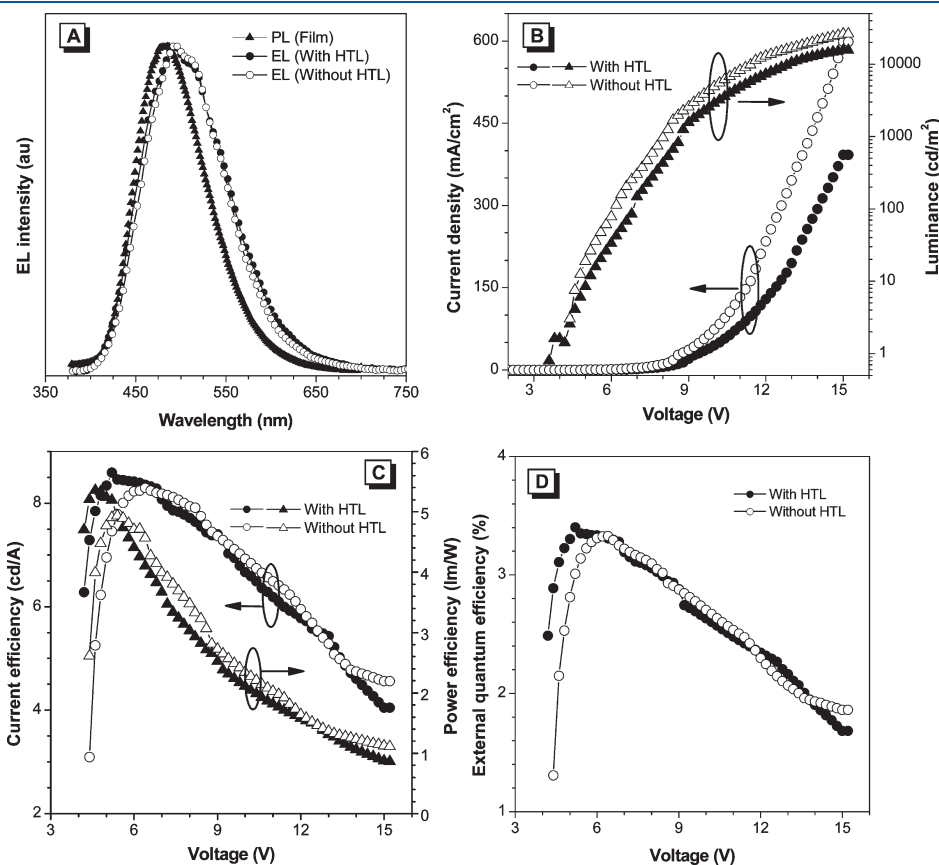 A
PL (Film)
EL (With HTL)
EL (Without HTL)
EL intensity (au)
350 450 550 650 750
Wavelength (nm)
B
With HTL
Without HTL
600
450
300
150
0
Current density (mA/cm²)
10000
1000
100
10
1
Luminance (cd/m²)
3 6 9 12 15
Voltage (V)
C
With HTL
Without HTL
8
6
4
2
Current efficiency (cd/A)
6
5
4
3
2
1
0
Power efficiency (lm/W)
3 6 9 12 15
Voltage (V)
D
With HTL
Without HTL
4
3
2
1
External quantum efficiency (%)
3 6 9 12 15
Voltage (V)